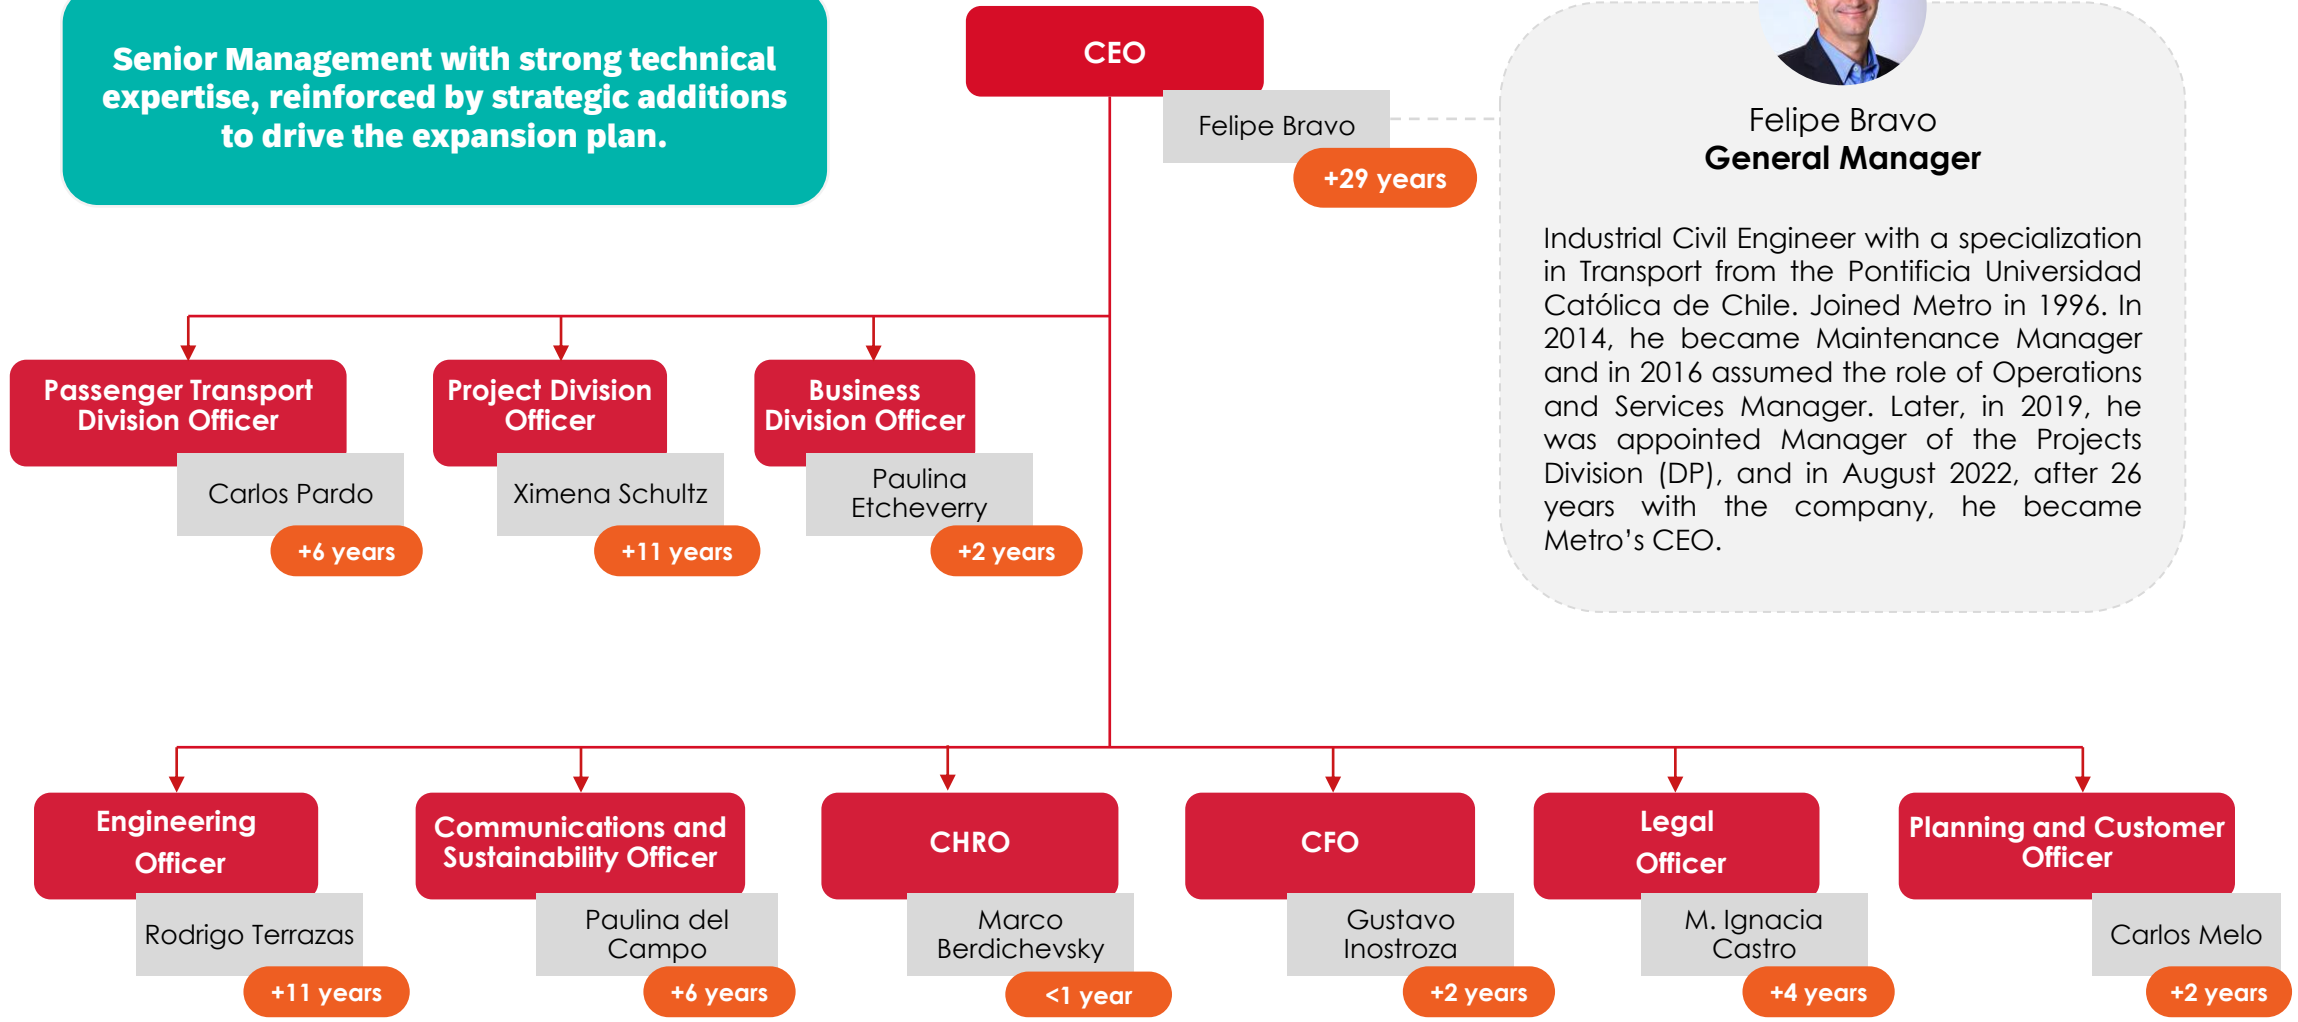 Senior Management with strong technical
expertise, reinforced by strategic additions
to drive the expansion plan.
CEO
Felipe Bravo
+29 years
Felipe Bravo
General Manager
Industrial Civil Engineer with a specialization
in Transport from the Pontificia Universidad
Católica de Chile. Joined Metro in 1996. In
2014, he became Maintenance Manager
and in 2016 assumed the role of Operations
and Services Manager. Later, in 2019, he
was appointed Manager of the Projects
Division (DP), and in August 2022, after 26
years with the company, he became
Metro’s CEO.
Passenger Transport
Division Officer
Carlos Pardo
+6 years
Project Division
Officer
Ximena Schultz
+11 years
Business
Division Officer
Paulina
Etcheverry
+2 years
Engineering
Officer
Rodrigo Terrazas
+11 years
Communications and
Sustainability Officer
Paulina del
Campo
+6 years
CHRO
Marco
Berdichevsky
<1 year
CFO
Gustavo
Inostroza
+2 years
Legal
Officer
M. Ignacia
Castro
+4 years
Planning and Customer
Officer
Carlos Melo
+2 years